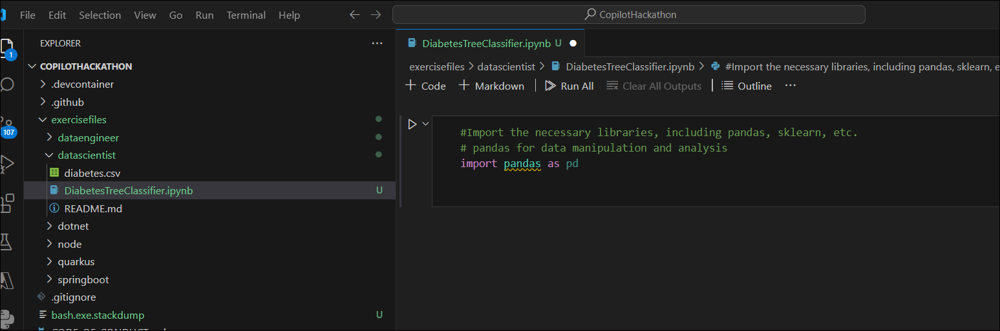 File Edit Selection View Go Run Terminal Help
CopilotHackathon
1
107
EXPLORER
COPILOTHACKATHON
.devcontainer
.github
exercisefiles
dataengineer
datascientist
diabetes.csv
DiabetesTreeClassifier.ipynb U
README.md
dotnet
node
quarkus
springboot
.gitignore
bash.exe.stackdump U
DiabetesTreeClassifier.ipynb U
exercisefiles > datascientist > DiabetesTreeClassifier.ipynb > #Import the necessary libraries, including pandas, sklearn, e
+ Code + Markdown Run All Clear All Outputs Outline ...
#Import the necessary libraries, including pandas, sklearn, etc.
# pandas for data manipulation and analysis
import pandas as pd